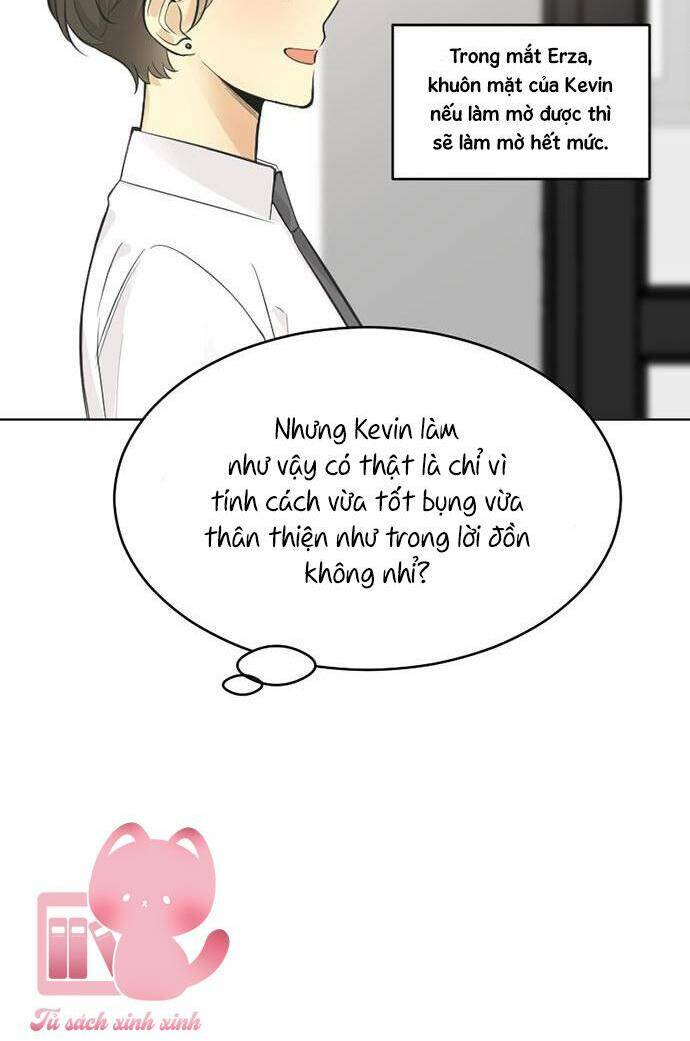 Trong mắt Erza,
khuôn mặt của Kevin
nếu làm mờ được thì
sẽ làm mờ hết mức.
Nhưng Kevin làm
như vậy có thật là chỉ vì
tính cách vừa tốt bụng vừa
thân thiện như trong lời đồn
không nhỉ?
Tủ sách xinh xinh